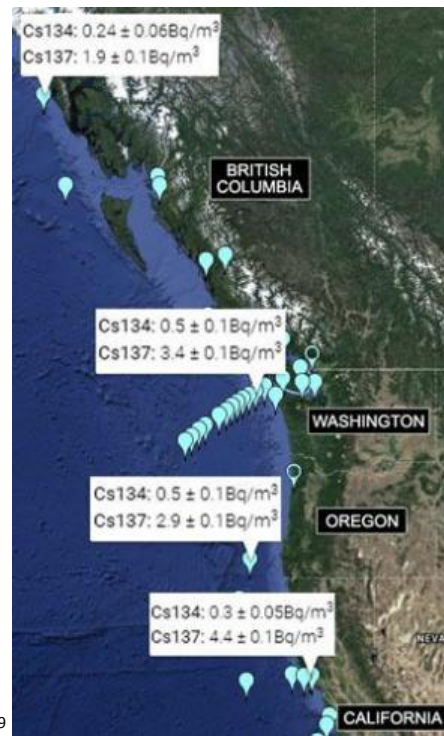 Cs134: 0.24 ± 0.06Bq/m³
Cs137: 1.9 ± 0.1Bq/m³
BRITISH
COLUMBIA
Cs134: 0.5 ± 0.1Bq/m³
Cs137: 3.4 ± 0.1Bq/m³
WASHINGTON
Cs134: 0.5 ± 0.1Bq/m³
Cs137: 2.9 ± 0.1Bq/m³
OREGON
Cs134: 0.3 ± 0.05Bq/m³
Cs137: 4.4 ± 0.1Bq/m³
NEVA
9
CALIFORNIA